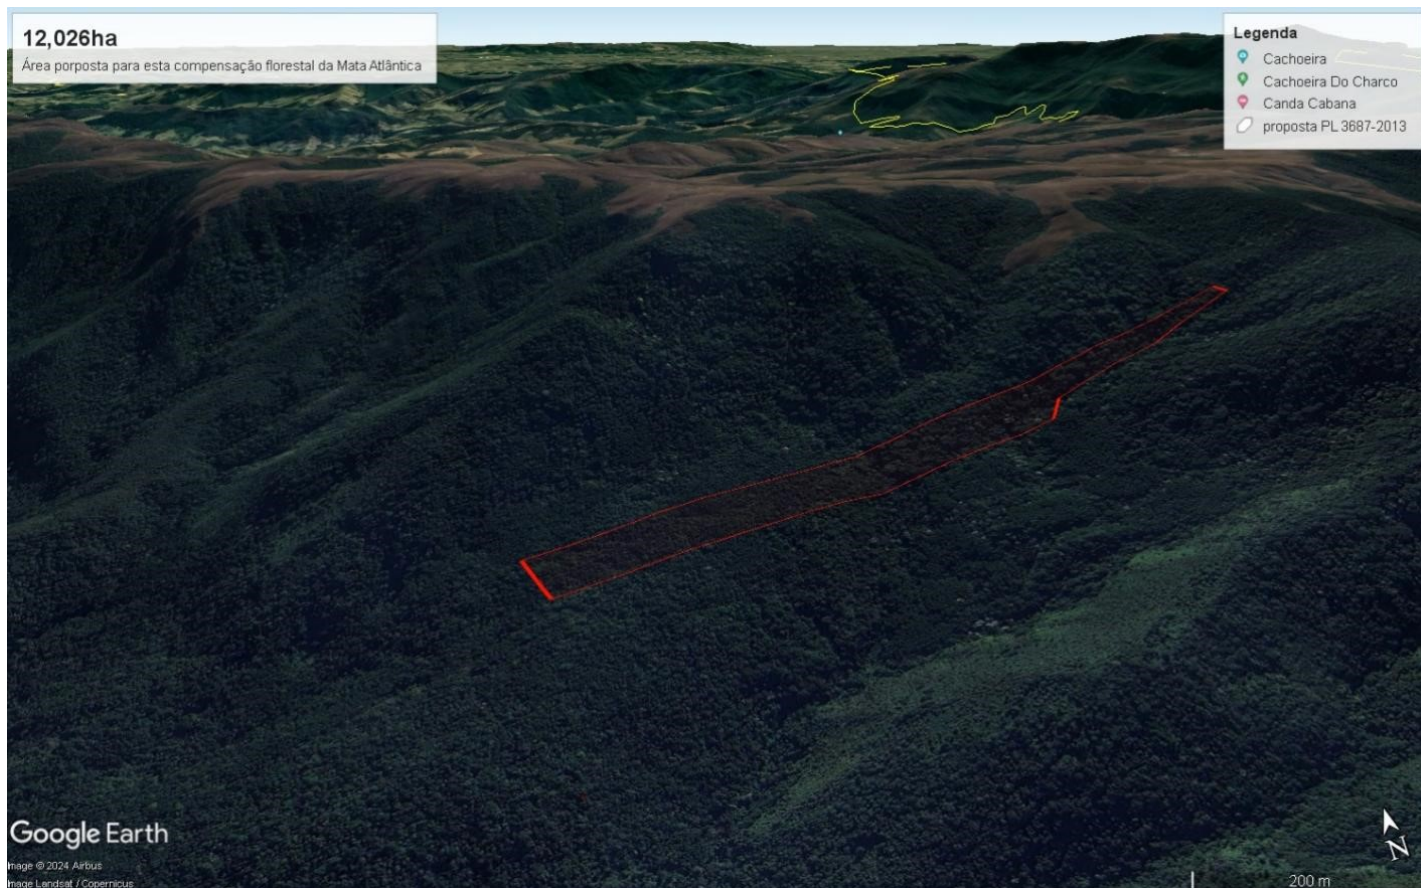 12,026ha
Área porposta para esta compensação florestal da Mata Atlântica
Legenda
Cachoeira
Cachoeira Do Charco
Canda Cabana
proposta PL 3687-2013
Google Earth
Image © 2024 Airbus
Image Landsat / Copernicus
N
200 m